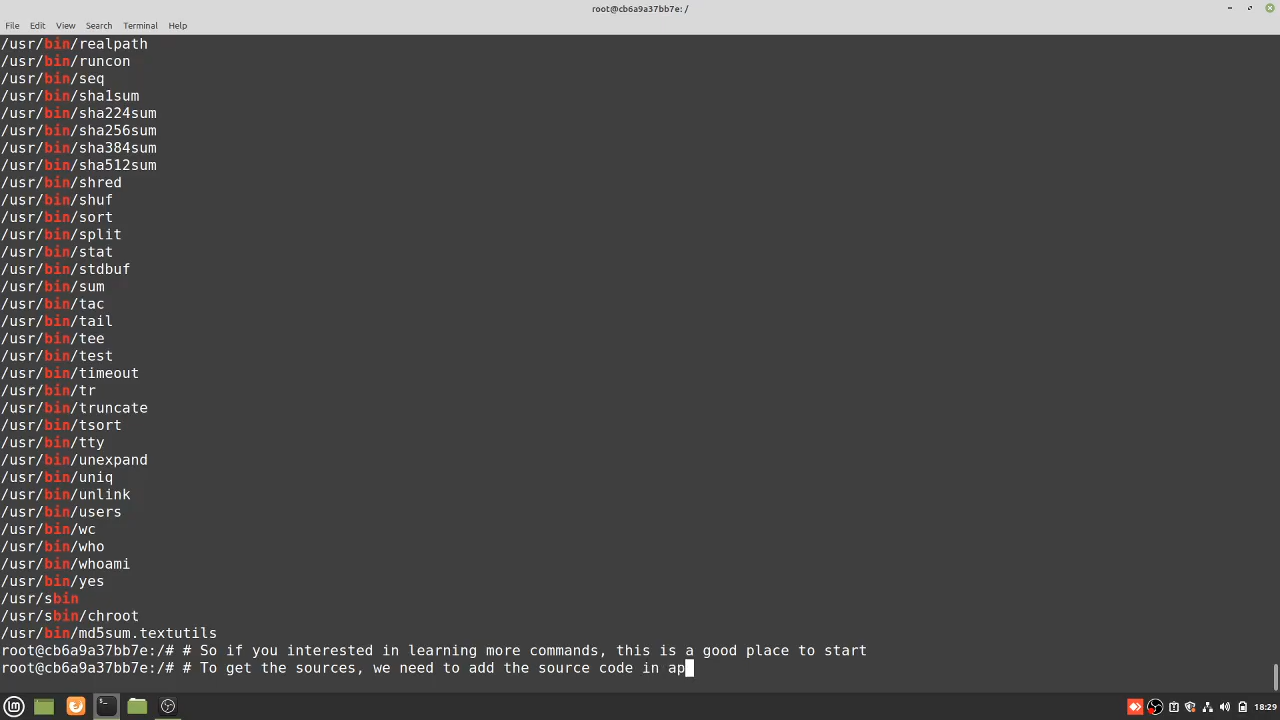 root@cb6a9a37bb7e: /
File Edit View Search Terminal Help
/usr/bin/realpath
/usr/bin/runcon
/usr/bin/seq
/usr/bin/sha1sum
/usr/bin/sha224sum
/usr/bin/sha256sum
/usr/bin/sha384sum
/usr/bin/sha512sum
/usr/bin/shred
/usr/bin/shuf
/usr/bin/sort
/usr/bin/split
/usr/bin/stat
/usr/bin/stdbuf
/usr/bin/sum
/usr/bin/tac
/usr/bin/tail
/usr/bin/tee
/usr/bin/test
/usr/bin/timeout
/usr/bin/tr
/usr/bin/truncate
/usr/bin/tsort
/usr/bin/tty
/usr/bin/unexpand
/usr/bin/uniq
/usr/bin/unlink
/usr/bin/users
/usr/bin/wc
/usr/bin/who
/usr/bin/whoami
/usr/bin/yes
/usr/sbin
/usr/sbin/chroot
/usr/bin/md5sum.textutils
root@cb6a9a37bb7e:/# # So if you interested in learning more commands, this is a good place to start
root@cb6a9a37bb7e:/# # To get the sources, we need to add the source code in ap
18:29